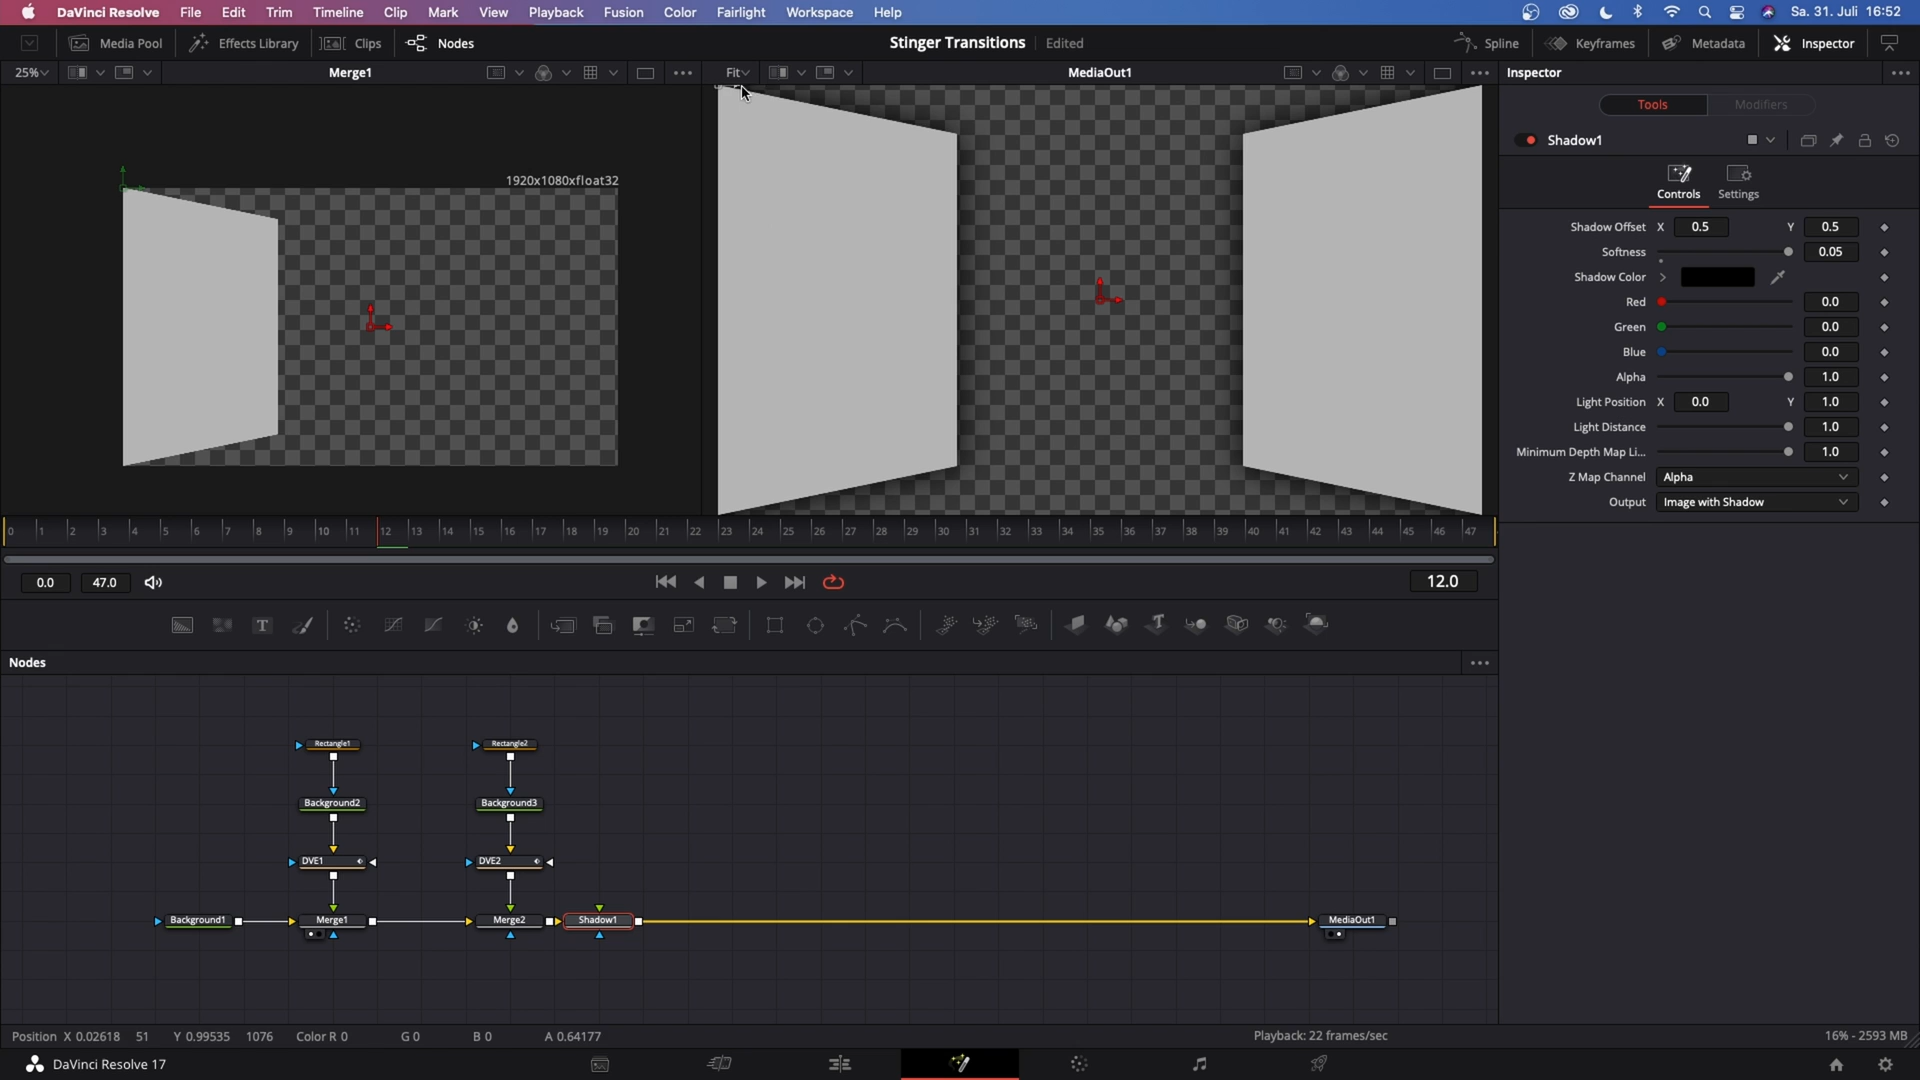 DaVinci Resolve File Edit Trim Timeline Clip Mark View Playback Fusion Color Fairlight Workspace Help Sa. 31. Juli 16:52
Media Pool Effects Library Clips Nodes Stinger Transitions Edited Spline Keyframes Metadata Inspector
25% Merge1 Fit MediaOut1 Inspector
Tools Modifiers
Shadow1
1920x1080xfloat32
Controls Settings
Shadow Offset X 0.5 Y 0.5
Softness 0.05
Shadow Color
Red 0.0
Green 0.0
Blue 0.0
Alpha 1.0
Light Position X 0.0 Y 1.0
Light Distance 1.0
Minimum Depth Map Li... 1.0
Z Map Channel Alpha
Output Image with Shadow
0 1 2 3 4 5 6 7 8 9 10 11 12 13 14 15 16 17 18 19 20 21 22 23 24 25 26 27 28 29 30 31 32 33 34 35 36 37 38 39 40 41 42 43 44 45 46 47
0.0 47.0 12.0
T T
Nodes
Rectangle1 Rectangle2
Background2 Background3
DVE1 DVE2
Background1 Merge1 Merge2 Shadow1 MediaOut1
Position X 0.02618 51 Y 0.99535 1076 Color R 0 G 0 B 0 A 0.64177 Playback: 22 frames/sec 16% - 2593 MB
DaVinci Resolve 17